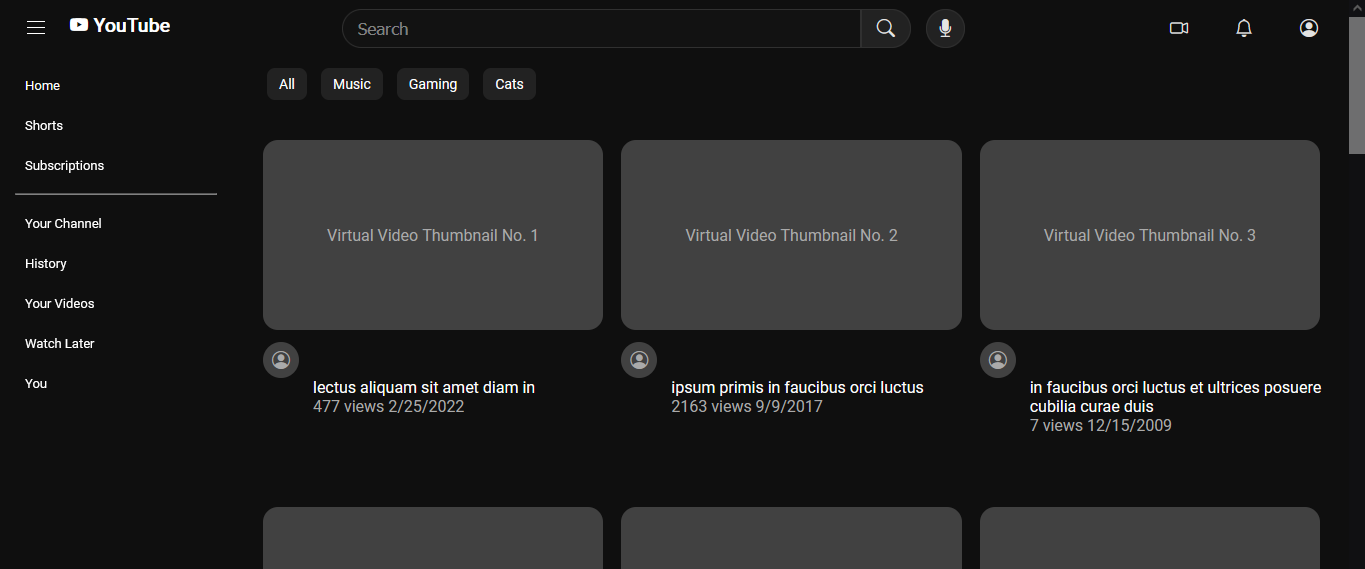 YouTube
Search
All Music Gaming Cats
Home
Shorts
Subscriptions
Your Channel
History
Your Videos
Watch Later
You
Virtual Video Thumbnail No. 1
lectus aliquam sit amet diam in
477 views 2/25/2022
Virtual Video Thumbnail No. 2
ipsum primis in faucibus orci luctus
2163 views 9/9/2017
Virtual Video Thumbnail No. 3
in faucibus orci luctus et ultrices posuere
cubilia curae duis
7 views 12/15/2009